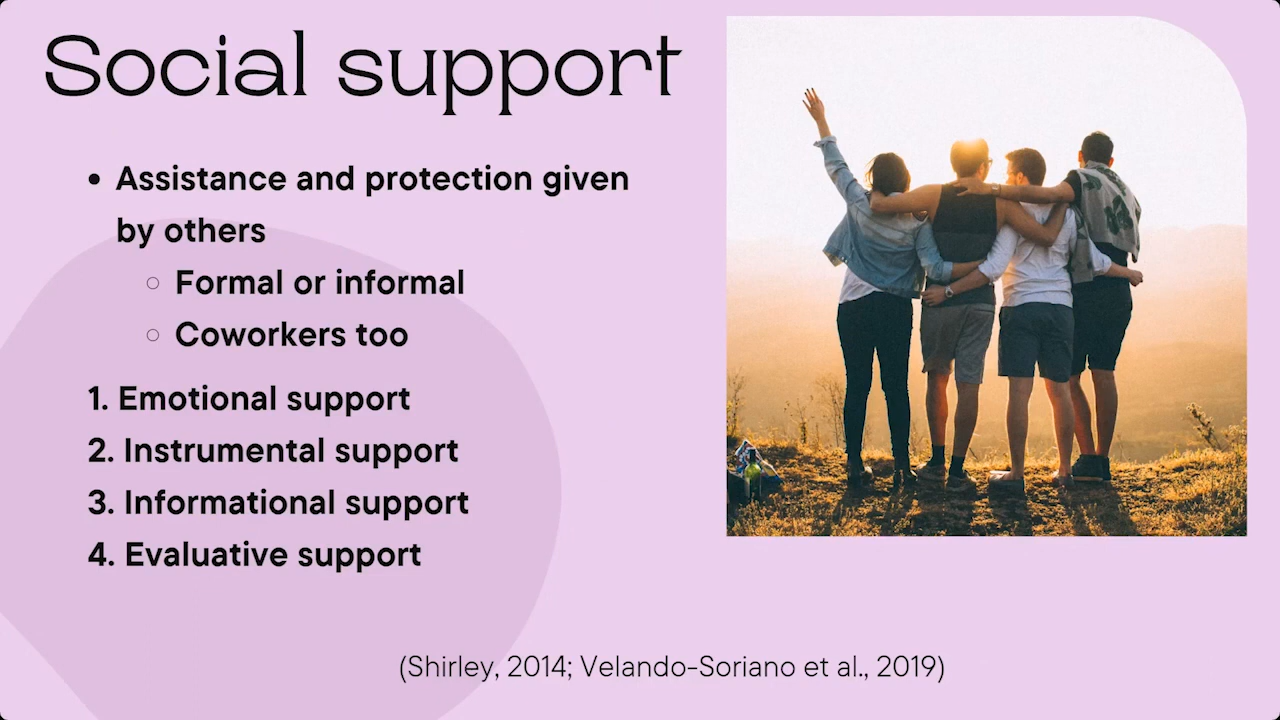 Social support
• Assistance and protection given
by others
○ Formal or informal
○ Coworkers too
1. Emotional support
2. Instrumental support
3. Informational support
4. Evaluative support
(Shirley, 2014; Velando-Soriano et al., 2019)